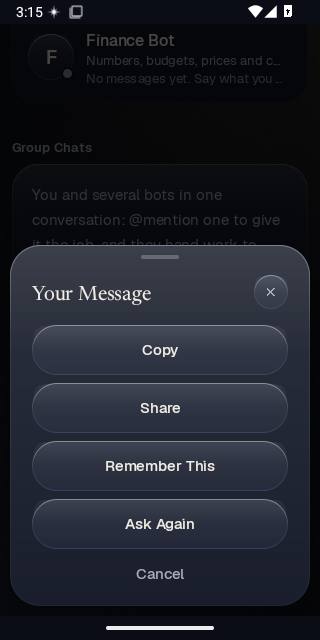 3:15
F
Finance Bot
Numbers, budgets, prices and c…
No messages yet. Say what you …
Group Chats
You and several bots in one
conversation: @mention one to give
it the job, and they hand work to
Your Message
Copy
Share
Remember This
Ask Again
Cancel